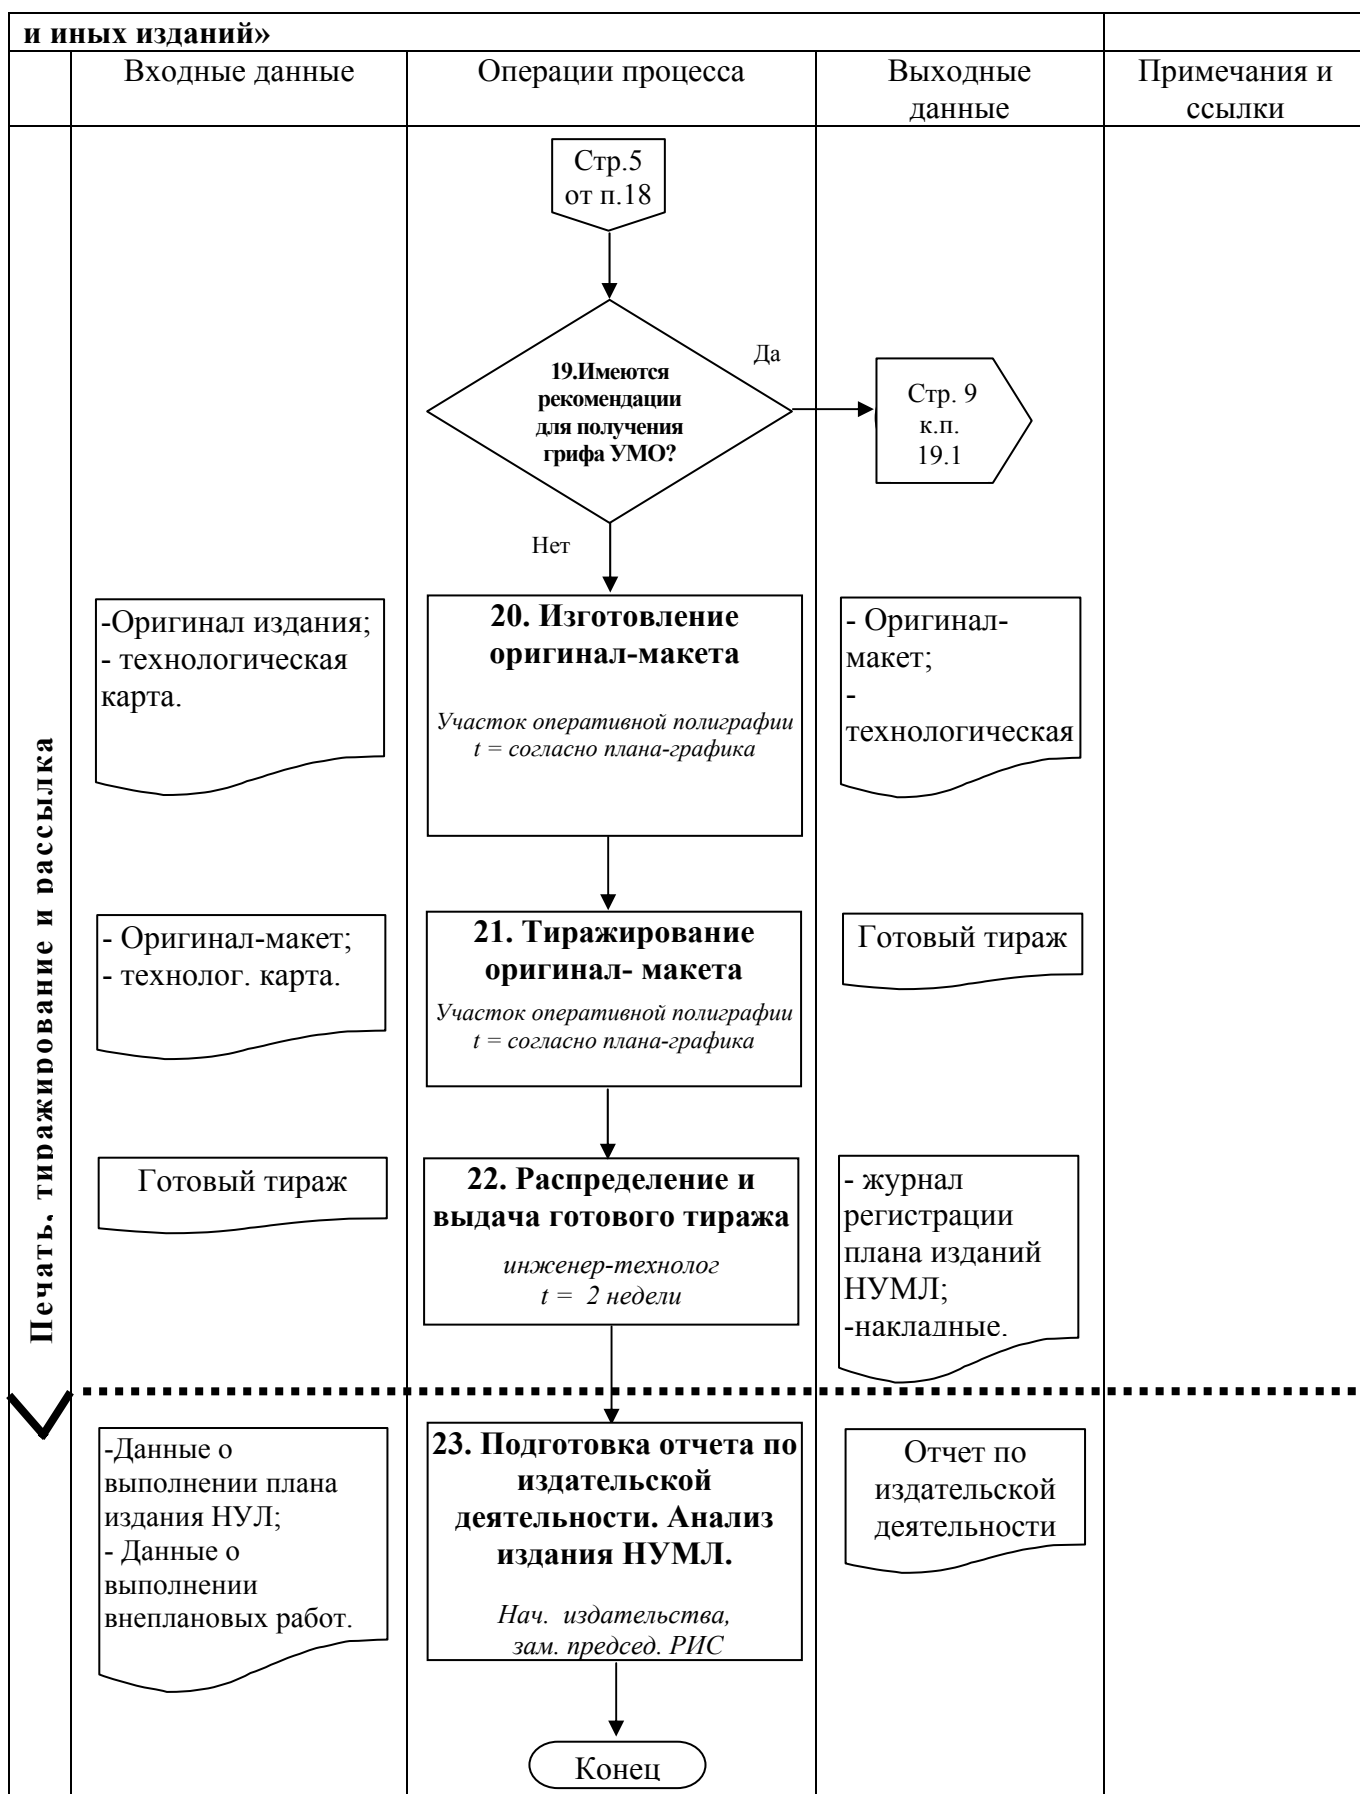 и иных изданий»
Входные данные
Операции процесса
Выходные
данные
Примечания и
ссылки
Стр.5
от п.18
19.Имеются
рекомендации
для получения
грифа УМО?
Да
Стр. 9
к.п.
19.1
Нет
Печать, тиражирование и рассылка
-Оригинал издания;
- технологическая
карта.
20. Изготовление
оригинал-макета
Участок оперативной полиграфии
t = согласно плана-графика
- Оригинал-
макет;
-
технологическая
- Оригинал-макет;
- технолог. карта.
21. Тиражирование
оригинал- макета
Участок оперативной полиграфии
t = согласно плана-графика
Готовый тираж
Готовый тираж
22. Распределение и
выдача готового тиража
инженер-технолог
t = 2 недели
- журнал
регистрации
плана изданий
НУМЛ;
-накладные.
-Данные о
выполнении плана
издания НУЛ;
- Данные о
выполнении
внеплановых работ.
23. Подготовка отчета по
издательской
деятельности. Анализ
издания НУМЛ.
Нач. издательства,
зам. председ. РИС
Отчет по
издательской
деятельности
Конец